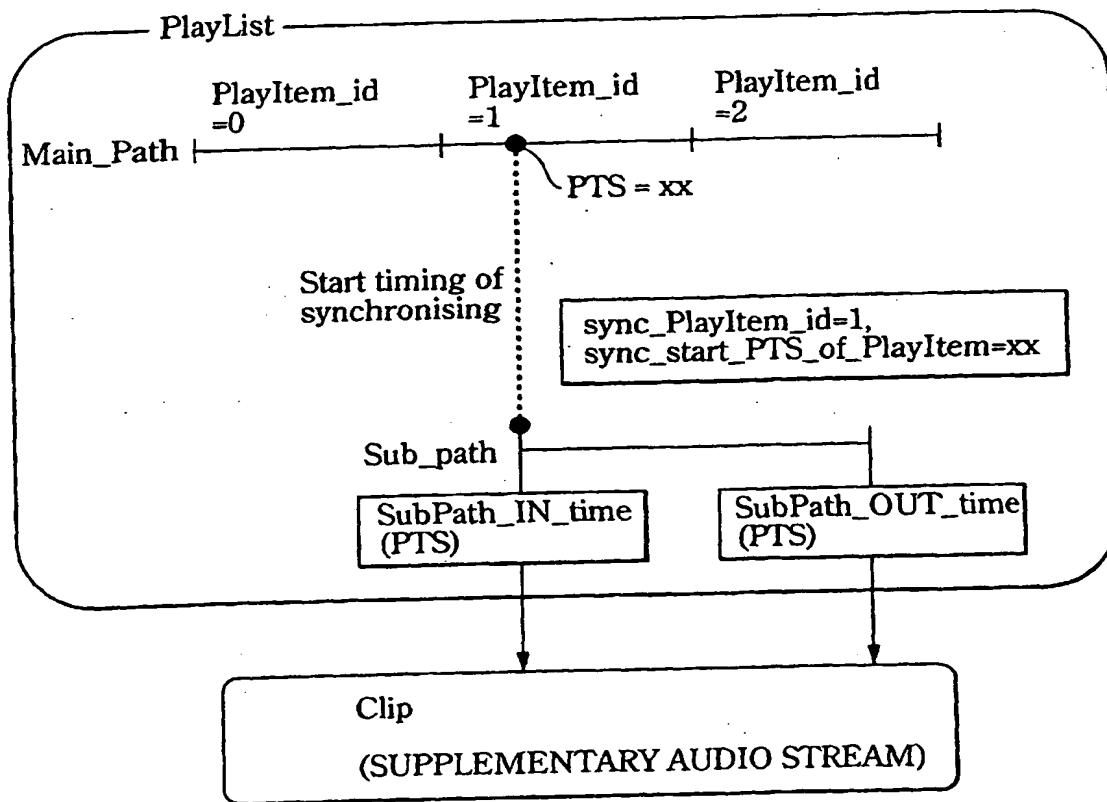 PlayList
PlayItem_id
=0
PlayItem_id
=1
PlayItem_id
=2
Main_Path
PTS = xx
Start timing of
synchronising
sync_PlayItem_id=1,
sync_start_PTS_of_PlayItem=xx
Sub_path
SubPath_IN_time
(PTS)
SubPath_OUT_time
(PTS)
Clip
(SUPPLEMENTARY AUDIO STREAM)